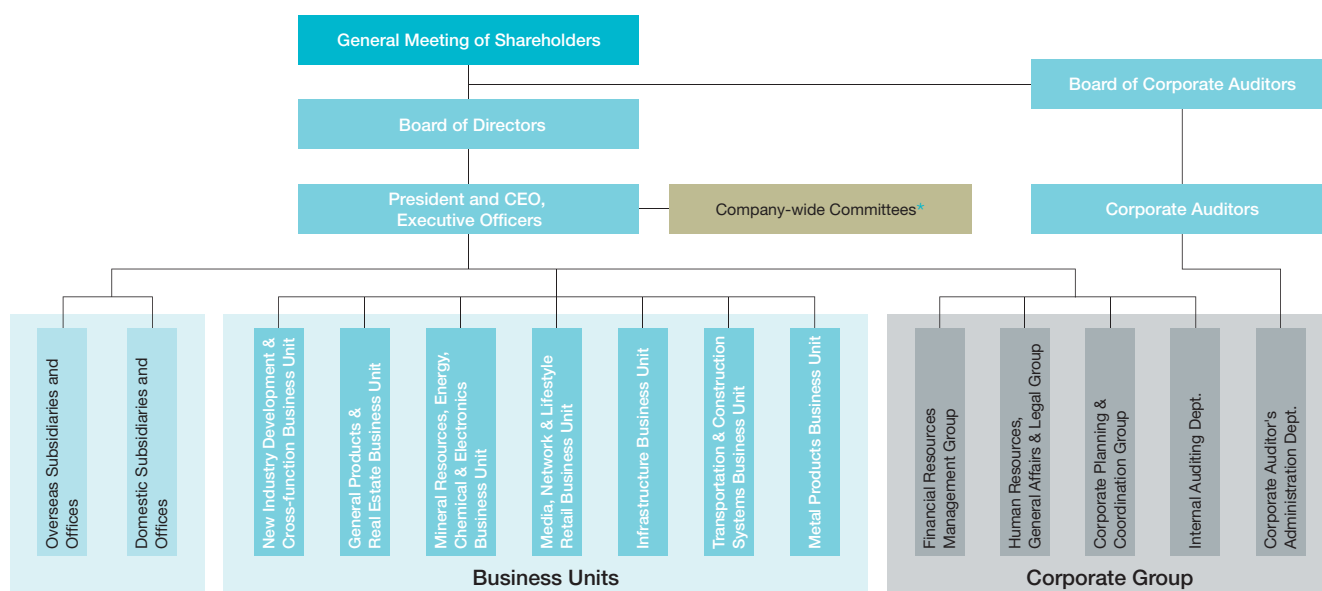 General Meeting of Shareholders
Board of Corporate Auditors
Board of Directors
President and CEO,
Executive Officers
Company-wide Committees*
Corporate Auditors
Overseas Subsidiaries and
Offices
Domestic Subsidiaries and
Offices
New Industry Development &
Cross-function Business Unit
General Products &
Real Estate Business Unit
Mineral Resources, Energy,
Chemical & Electronics
Business Unit
Media, Network & Lifestyle
Retail Business Unit
Infrastructure Business Unit
Transportation & Construction
Systems Business Unit
Metal Products Business Unit
Financial Resources
Management Group
Human Resources,
General Affairs & Legal Group
Corporate Planning &
Coordination Group
Internal Auditing Dept.
Corporate Auditor's
Administration Dept.
Business Units
Corporate Group